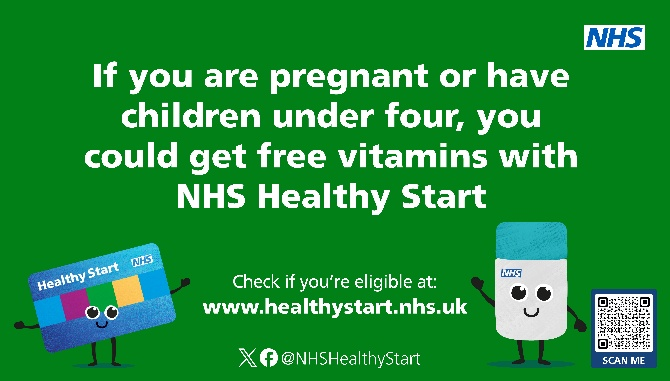 NHS
If you are pregnant or have
children under four, you
could get free vitamins with
NHS Healthy Start
Healthy Start NHS
NHS
Check if you're eligible at:
www.healthystart.nhs.uk
@NHSHealthyStart
SCAN ME